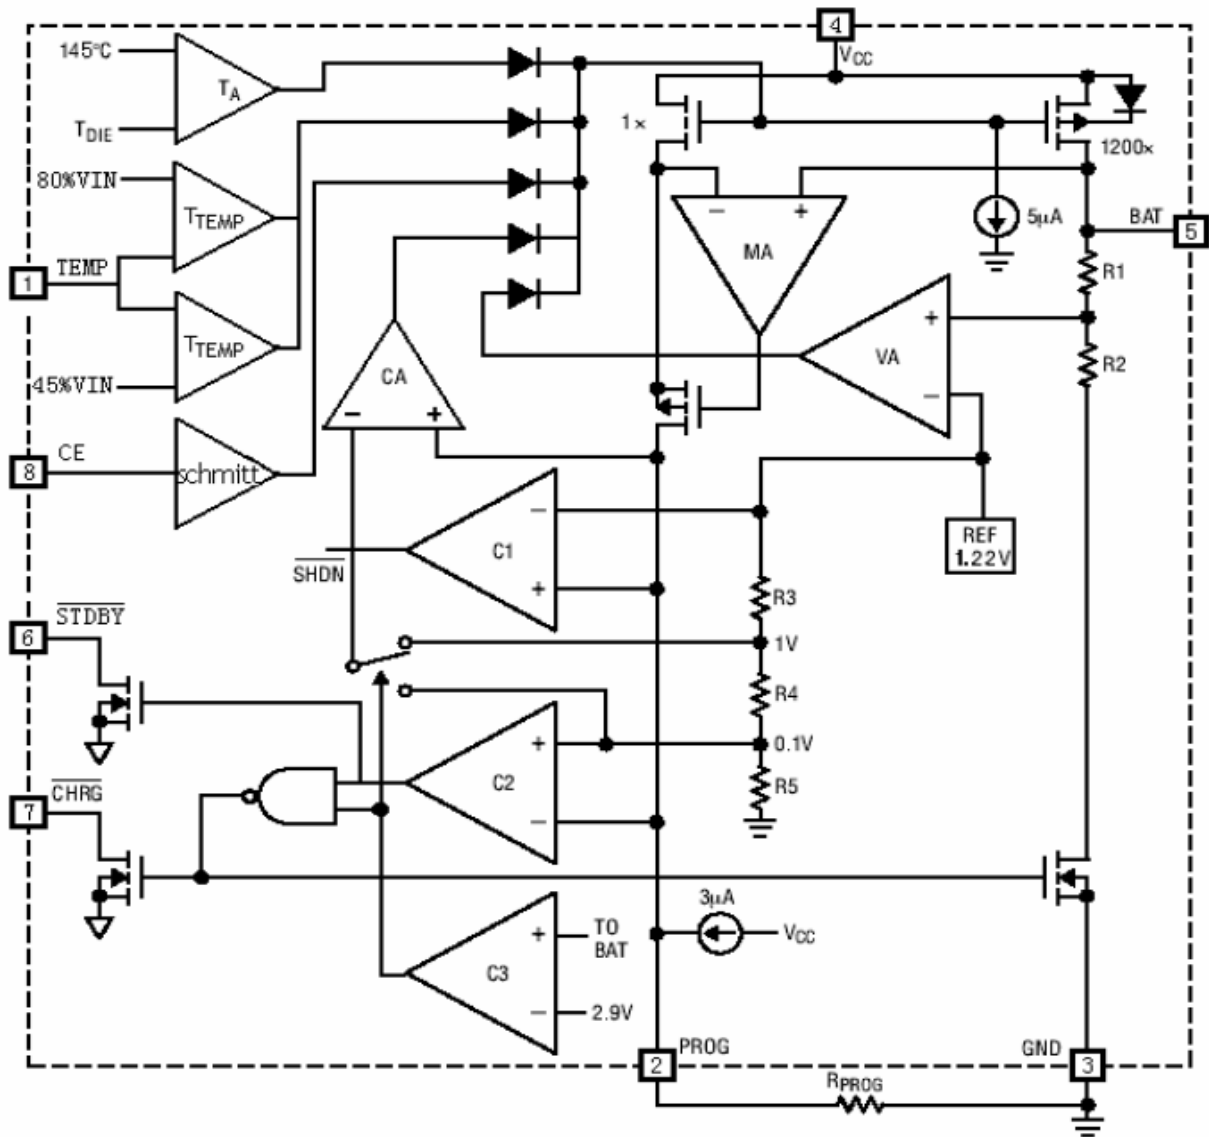 4
145°C
VCC
TA
1×
TDIE
1200×
80%VIN
TTEMP
− +
5µA
BAT
5
1
TEMP
MA
R1
+
TTEMP
CA
VA
R2
45%VIN
− +
−
8
CE
schmitt
−
C1
REF
1.22V
SHDN
+
R3
6
STDBY
1V
R4
+
0.1V
C2
R5
7
CHRG
−
3µA
+
TO
BAT
VCC
C3
−
2.9V
2
PROG
GND
3
RPROG